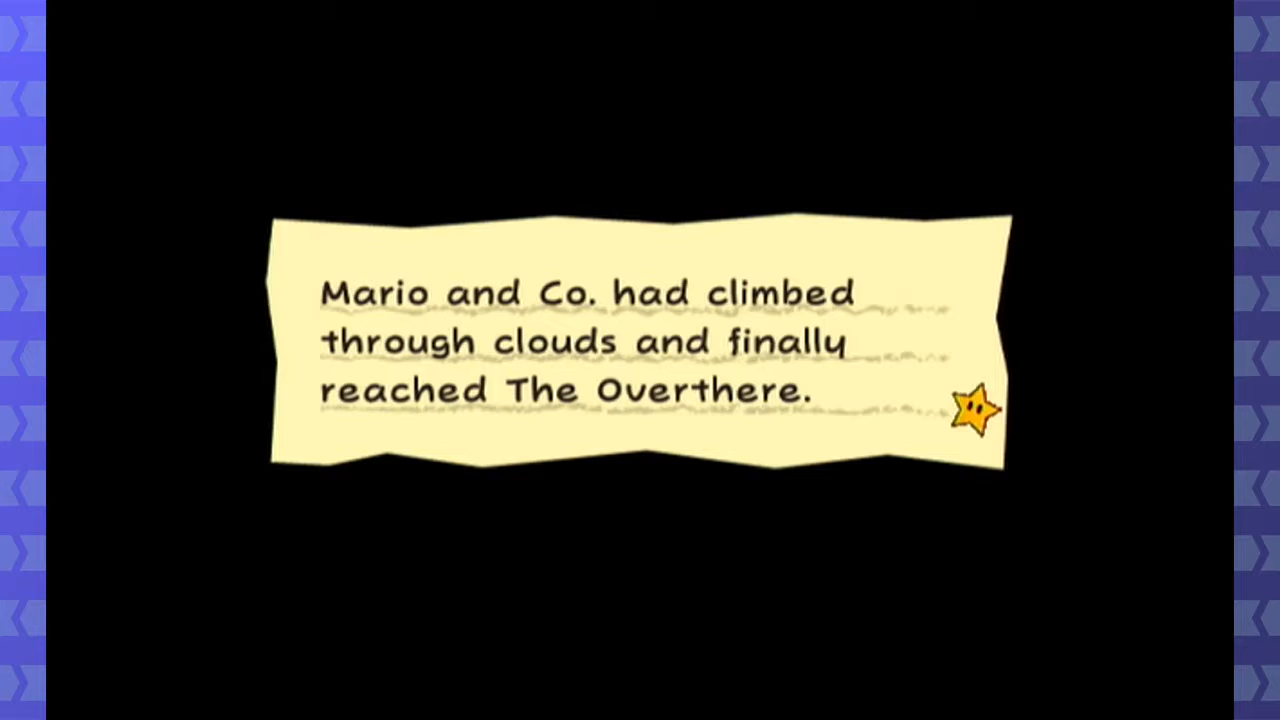 Mario and Co. had climbed
through clouds and finally
reached The Overthere.